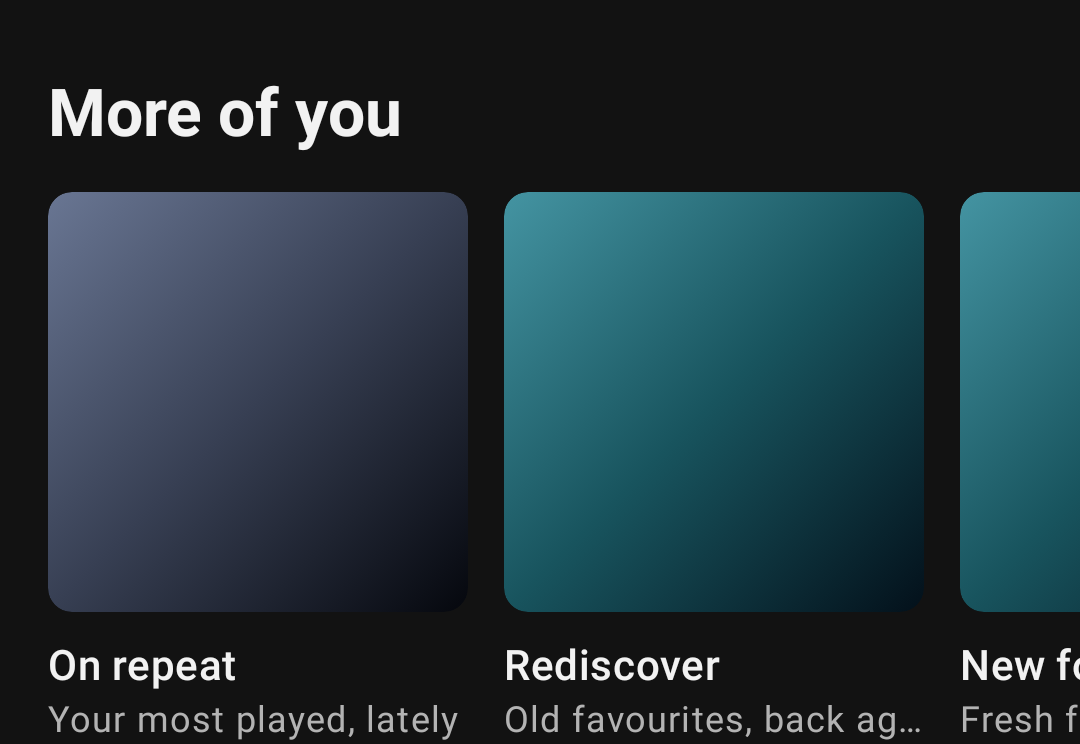 More of you
On repeat
Your most played, lately
Rediscover
Old favourites, back ag…
New
Fresh